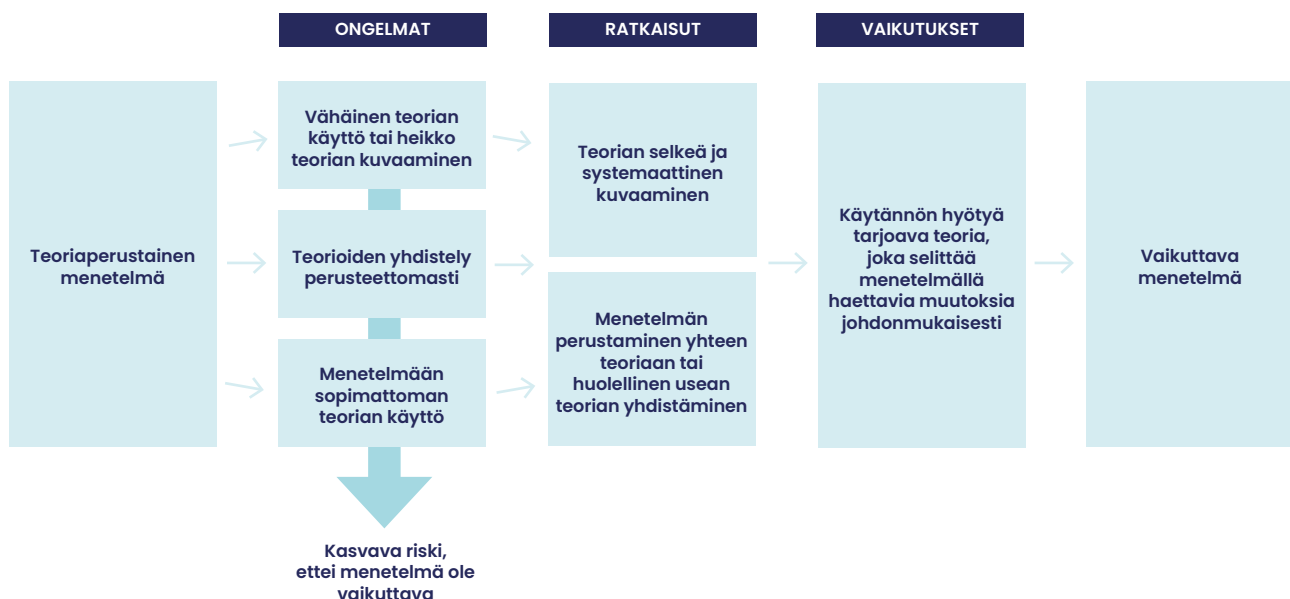 ONGELMAT
RATKAISUT
VAIKUTUKSET
Teoriaperustainen
menetelmä
Vähäinen teorian
käyttö tai heikko
teorian kuvaaminen
Teorioiden yhdistely
perusteettomasti
Menetelmään
sopimattoman
teorian käyttö
Kasvava riski,
ettei menetelmä ole
vaikuttava
Teorian selkeä ja
systemaattinen
kuvaaminen
Menetelmän
perustaminen yhteen
teoriaan tai
huolellinen usean
teorian yhdistäminen
Käytännön hyötyä
tarjoava teoria,
joka selittää
menetelmällä
haettavia muutoksia
johdonmukaisesti
Vaikuttava
menetelmä